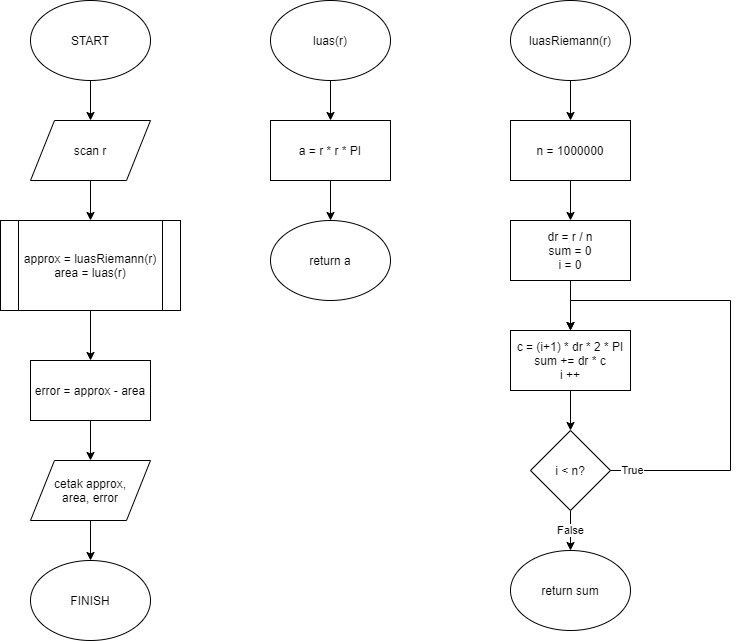 START
scan r
approx = luasRiemann(r)
area = luas(r)
error = approx - area
cetak approx,
area, error
FINISH
luas(r)
a = r * r * PI
return a
luasRiemann(r)
n = 1000000
dr = r / n
sum = 0
i = 0
c = (i+1) * dr * 2 * PI
sum += dr * c
i ++
i < n?
True
False
return sum